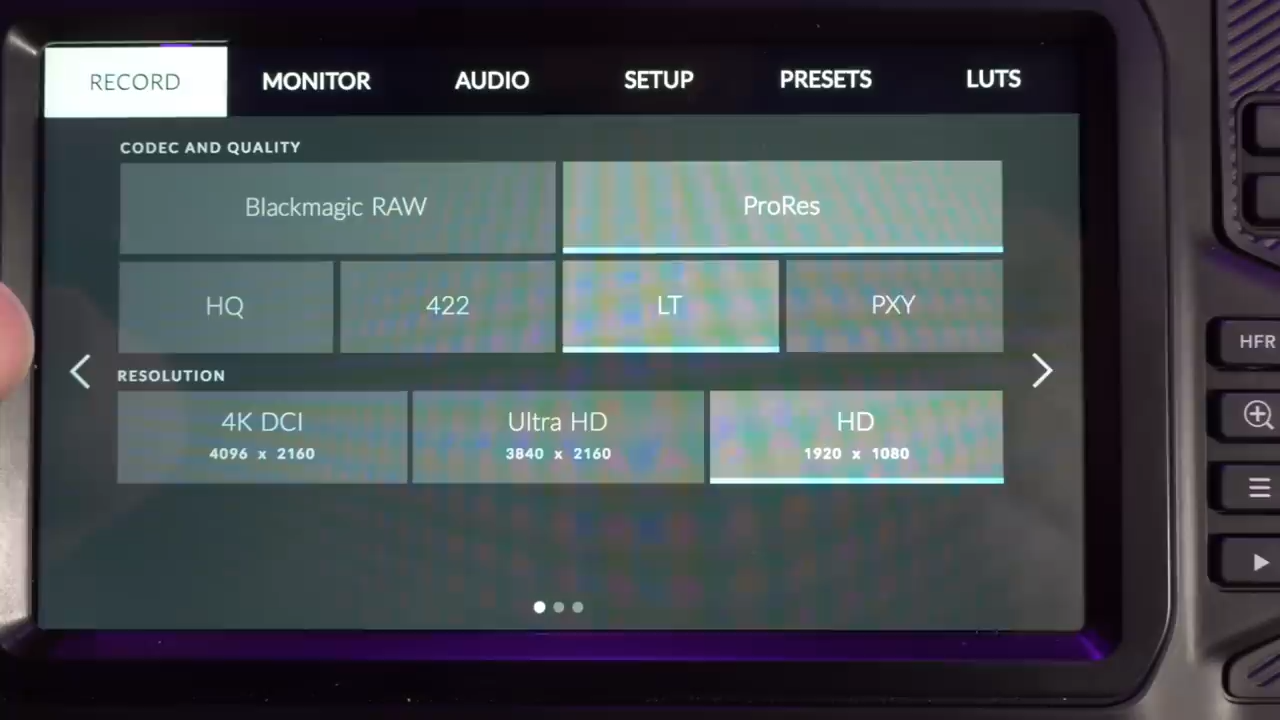 RECORD MONITOR AUDIO SETUP PRESETS LUTS
CODEC AND QUALITY
Blackmagic RAW ProRes
HQ 422 LT PXY
HFR
RESOLUTION
4K DCI Ultra HD HD
4096 x 2160 3840 x 2160 1920 x 1080